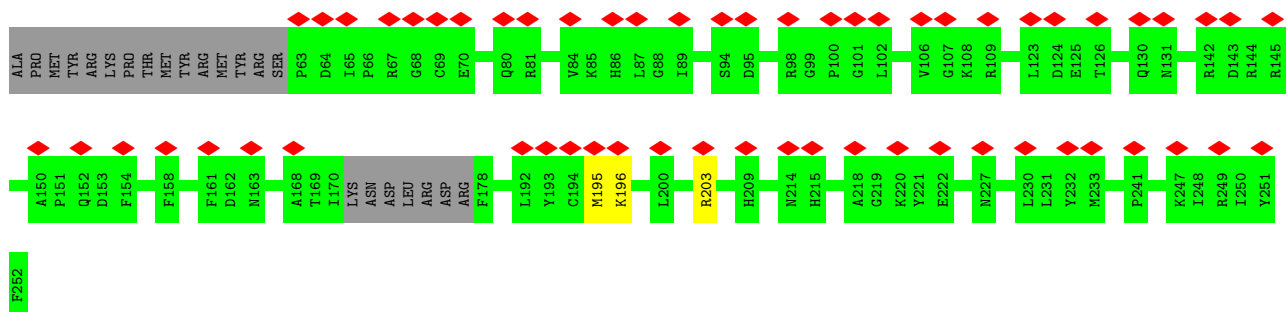 ALA PRO MET TYR ARG LYS PRO THR MET TYR ARG MET TYR ARG SER P63 D64 I65 P66 R67 G68 C69 E70 Q80 R81 V84 K85 H86 L87 G88 I89 S94 D95 R98 G99 P100 G101 L102 V106 G107 K108 R109 L123 D124 E125 T126 Q130 N131 R142 D143 R144 R145
A150 P151 Q152 D153 F154 F158 F161 D162 N163 A168 T169 I170 LYS ASN ASP LEU ARG ASP ARG F178 L192 Y193 C194 M195 K196 L200 R203 H209 N214 H215 A218 G219 K220 Y221 E222 N227 L230 L231 Y232 M233 P241 K247 I248 R249 I250 Y251
F252